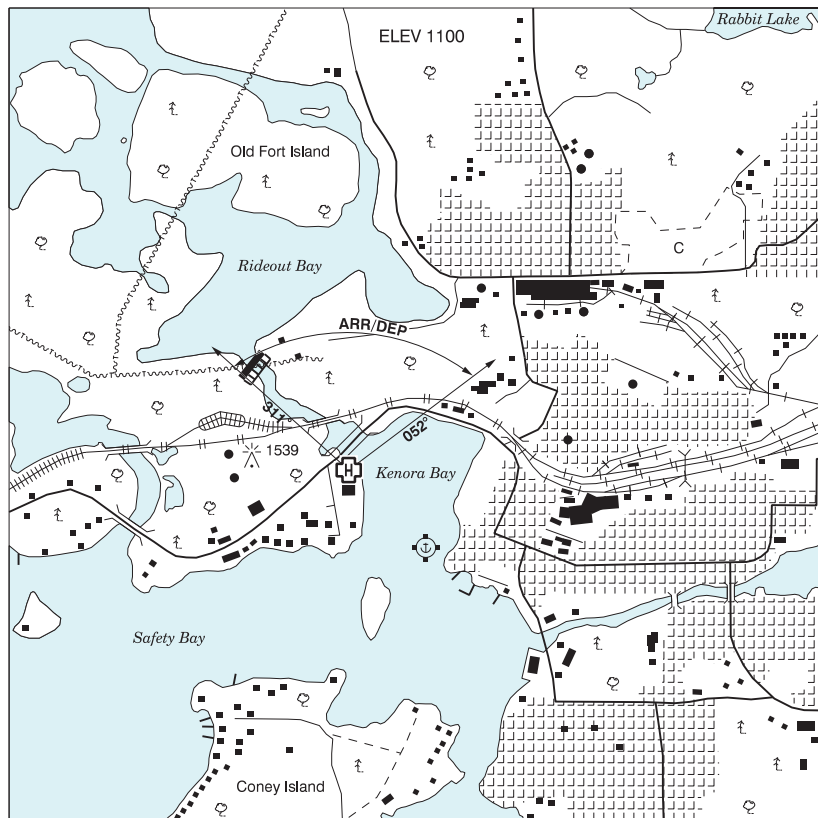 Rabbit Lake
ELEV 1100
Old Fort Island
C
Rideout Bay
ARR/DEP
311°
052°
1539
H
Kenora Bay
Safety Bay
Coney Island